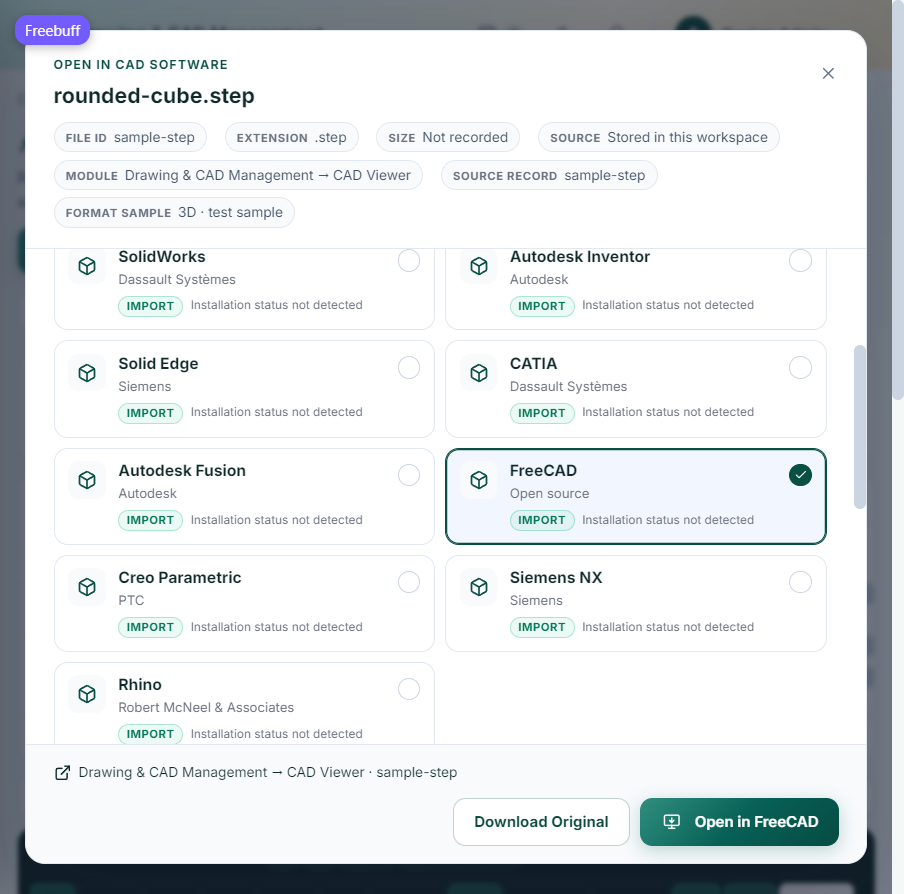 Freebuff
OPEN IN CAD SOFTWARE
rounded-cube.step
FILE ID sample-step
EXTENSION .step
SIZE Not recorded
SOURCE Stored in this workspace
MODULE Drawing & CAD Management → CAD Viewer
SOURCE RECORD sample-step
FORMAT SAMPLE 3D · test sample
SolidWorks
Dassault Systèmes
IMPORT Installation status not detected
Autodesk Inventor
Autodesk
IMPORT Installation status not detected
Solid Edge
Siemens
IMPORT Installation status not detected
CATIA
Dassault Systèmes
IMPORT Installation status not detected
Autodesk Fusion
Autodesk
IMPORT Installation status not detected
FreeCAD
Open source
IMPORT Installation status not detected
Creo Parametric
PTC
IMPORT Installation status not detected
Siemens NX
Siemens
IMPORT Installation status not detected
Rhino
Robert McNeel & Associates
IMPORT Installation status not detected
Drawing & CAD Management → CAD Viewer · sample-step
Download Original
Open in FreeCAD